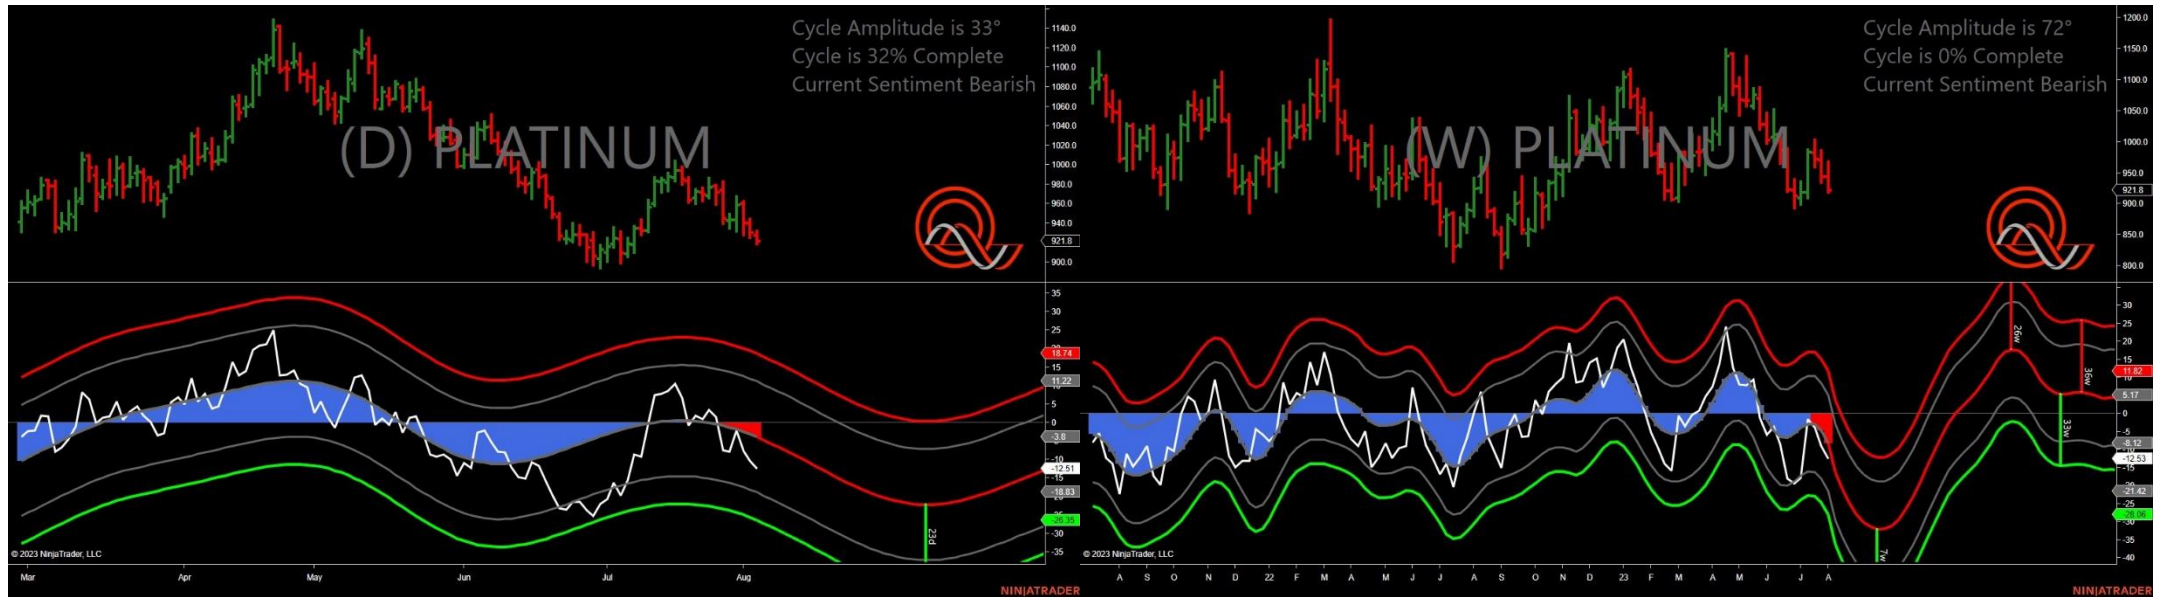 Cycle Amplitude is 33°
Cycle is 32% Complete
Current Sentiment Bearish
(D) PLATINUM
1140.0
1120.0
1100.0
1080.0
1060.0
1040.0
1020.0
1000.0
980.0
960.0
940.0
921.8
900.0
35
30
25
20
18.74
15
11.22
5
0
-3.8
-10
-12.51
-18.83
-26.35
-30
-35
23d
© 2023 NinjaTrader, LLC
Mar Apr May Jun Jul Aug
NINJATRADER
Cycle Amplitude is 72°
Cycle is 0% Complete
Current Sentiment Bearish
(W) PLATINUM
1200.0
1150.0
1100.0
1050.0
1000.0
950.0
921.8
900.0
850.0
800.0
30
25
20
15
11.82
5.17
0
-5
-8.12
-12.53
-15
-21.42
-25
-28.06
-30
-35
-40
26w
36w
33w
7w
© 2023 NinjaTrader, LLC
A S O N D 22 F M A M J J A S O N D 23 F M A M J J A
NINJATRADER